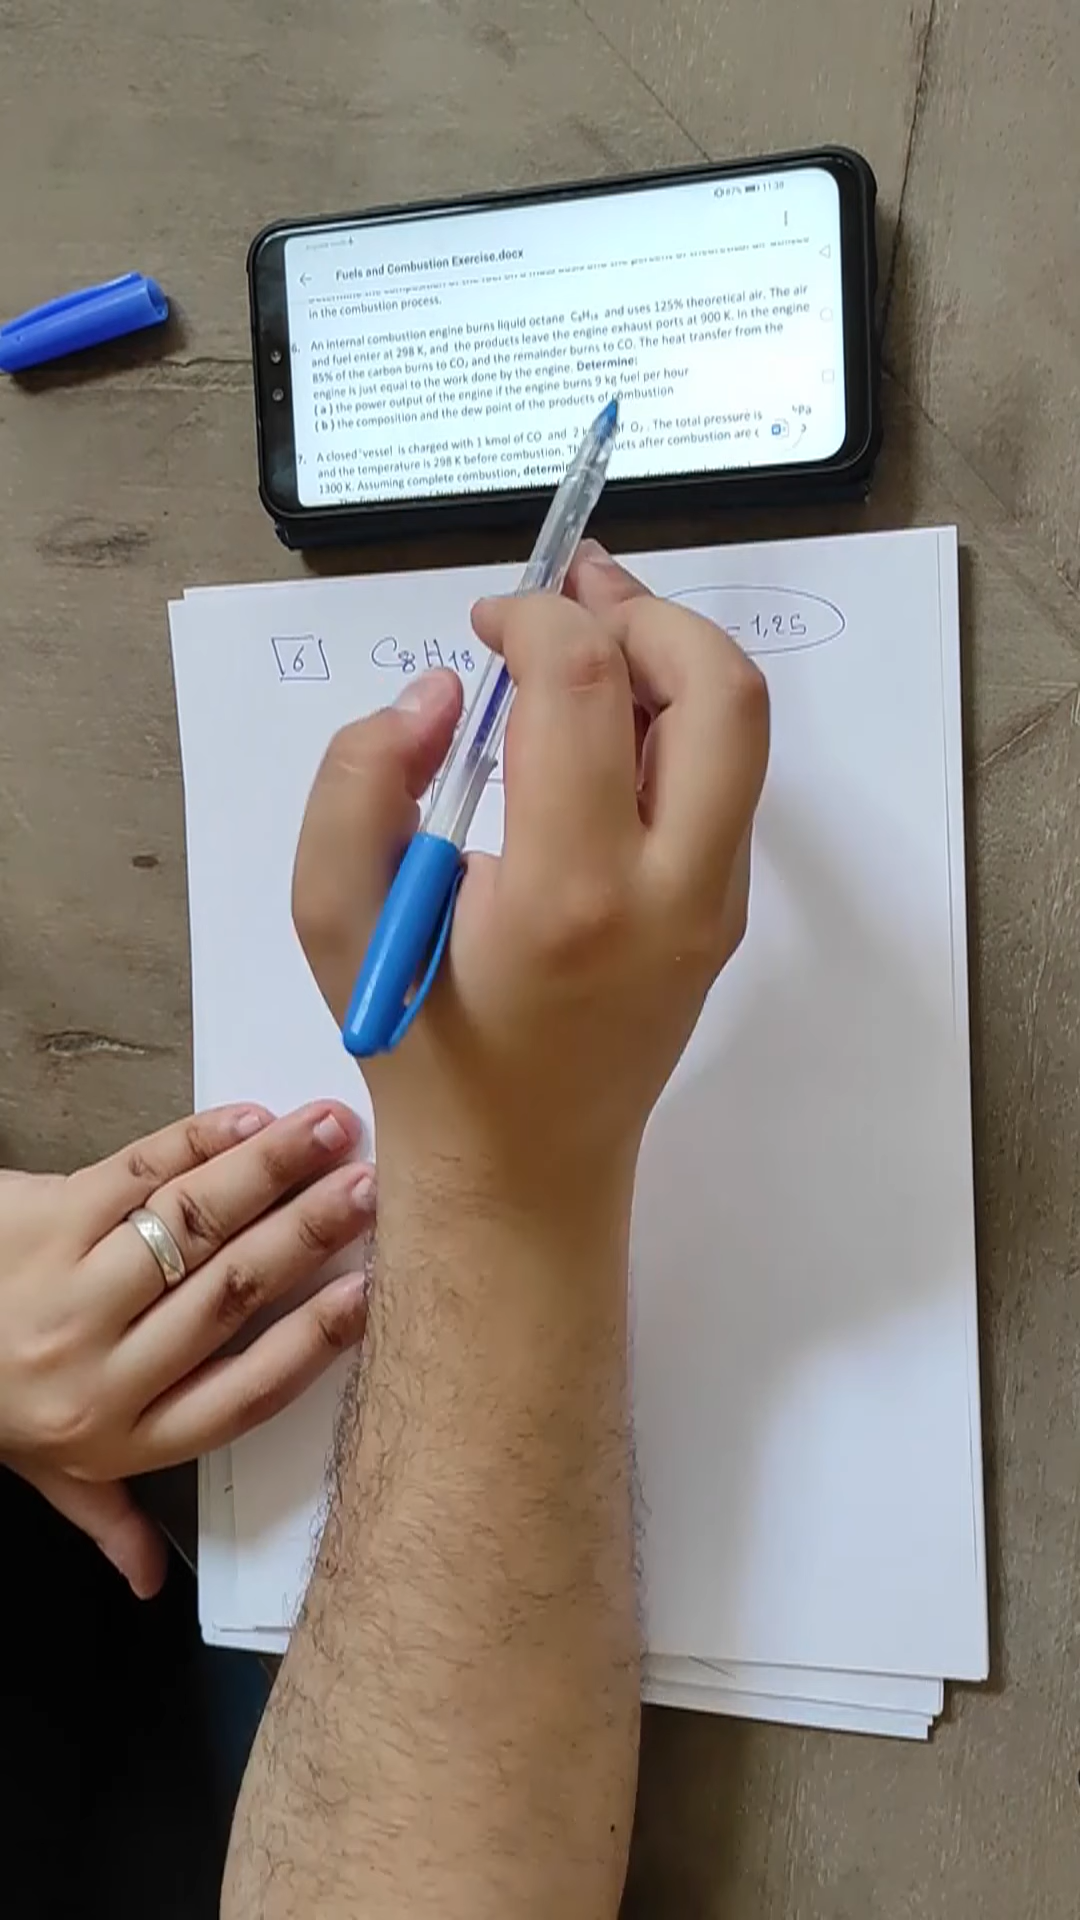 87% 11:39
Fuels and Combustion Exercise.docx
in the combustion process.
6. An internal combustion engine burns liquid octane C₈H₁₈ and uses 125% theoretical air. The air
and fuel enter at 298 K, and the products leave the engine exhaust ports at 900 K. In the engine
85% of the carbon burns to CO₂ and the remainder burns to CO. The heat transfer from the
engine is just equal to the work done by the engine. Determine:
(a) the power output of the engine if the engine burns 9 kg fuel per hour
(b) the composition and the dew point of the products of combustion
7. A closed vessel is charged with 1 kmol of CO and 2 of O₂. The total pressure is
and the temperature is 298 K before combustion. after combustion are
1300 K. Assuming complete combustion,
6 C8H18 = 1,25